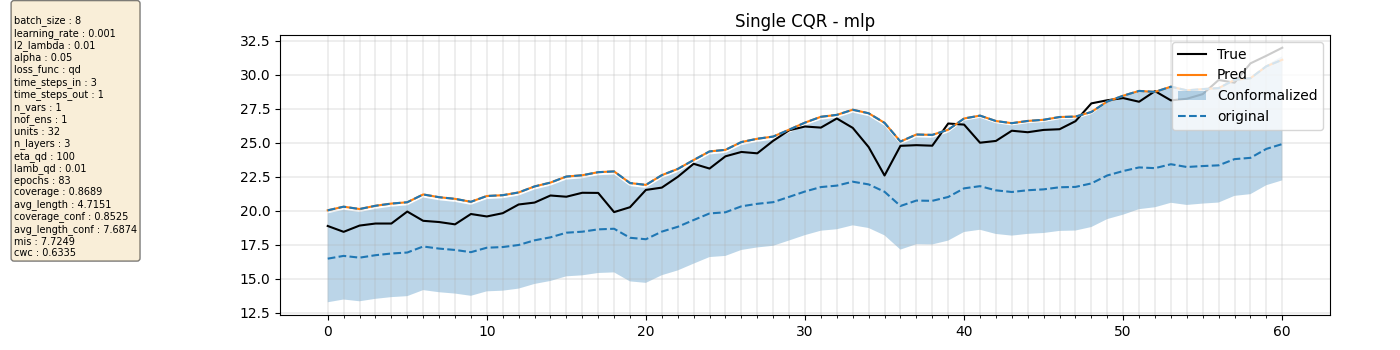 batch_size : 8
learning_rate : 0.001
l2_lambda : 0.01
alpha : 0.05
loss_func : qd
time_steps_in : 3
time_steps_out : 1
n_vars : 1
nof_ens : 1
units : 32
n_layers : 3
eta_qd : 100
lamb_qd : 0.01
epochs : 83
coverage : 0.8689
avg_length : 4.7151
coverage_conf : 0.8525
avg_length_conf : 7.6874
mis : 7.7249
cwc : 0.6335
Single CQR - mlp
32.5
30.0
27.5
25.0
22.5
20.0
17.5
15.0
12.5
True
Pred
Conformalized
original
0 10 20 30 40 50 60